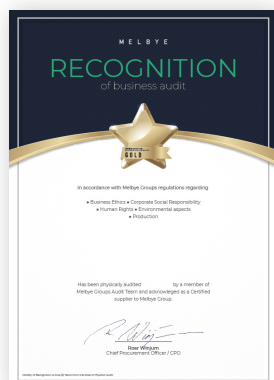 MELBYE
RECOGNITION
of business audit
GOLD
In accordance with Melbye Groups regulations regarding
• Business Ethics • Corporate Social Responsibility
• Human Rights • Environmental aspects
• Production
Has been physically audited by a member of
Melbye Groups Audit Team and acknowledged as a Certified
supplier to Melbye Group
Roar Winjum
Chief Procurement Officer / CPO